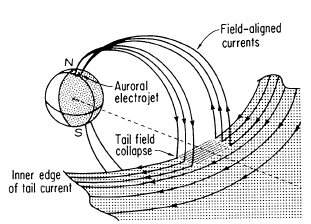 Field-aligned
currents
N
Auroral
electrojet
S
Tail field
collapse
Inner edge
of tail current